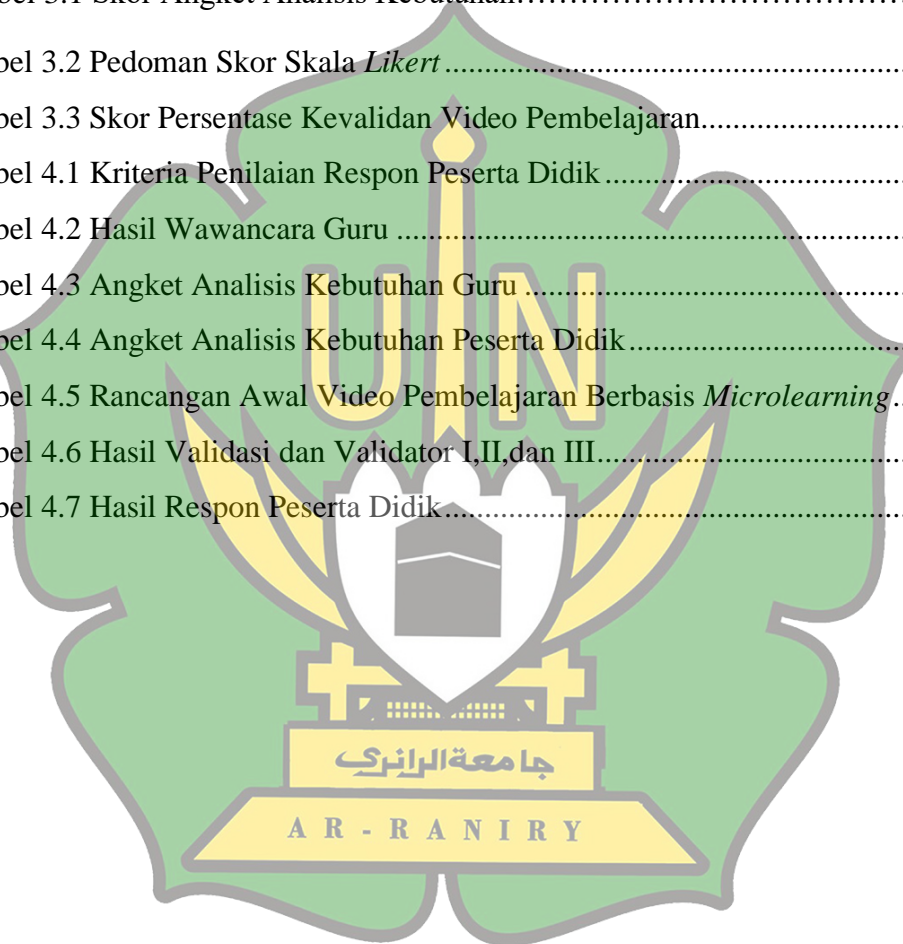 bel 3.1 Skor Angket Analisis Kebutuhan
bel 3.2 Pedoman Skor Skala Likert
bel 3.3 Skor Persentase Kevalidan Video Pembelajaran
bel 4.1 Kriteria Penilaian Respon Peserta Didik
bel 4.2 Hasil Wawancara Guru
bel 4.3 Angket Analisis Kebutuhan Guru
bel 4.4 Angket Analisis Kebutuhan Peserta Didik
bel 4.5 Rancangan Awal Video Pembelajaran Berbasis Microlearning
bel 4.6 Hasil Validasi dan Validator I,II,dan III
bel 4.7 Hasil Respon Peserta Didik
UIN
جامعة الرانري
AR-RANIRY